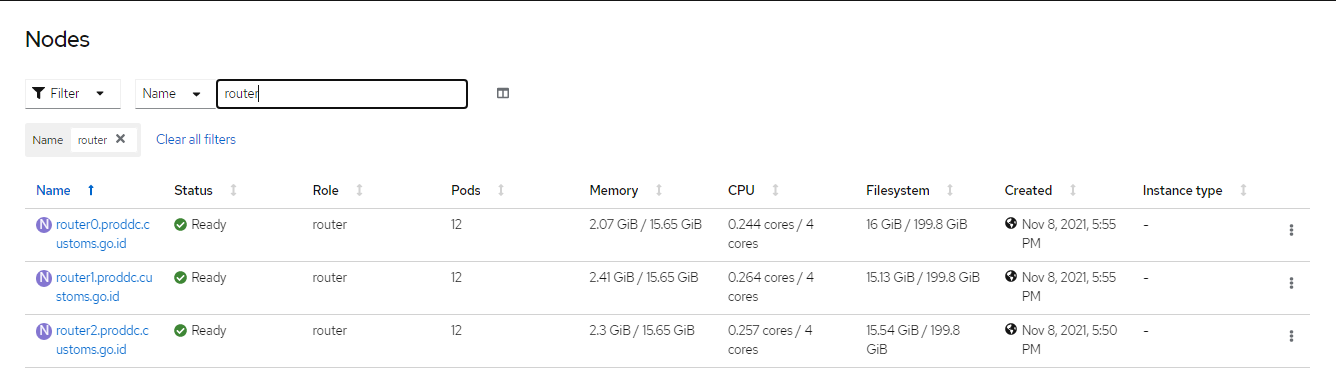 Nodes
Filter Name router
Name router Clear all filters
Name Status Role Pods Memory CPU Filesystem Created Instance type
N router0.proddc.c Ready router 12 2.07 GiB / 15.65 GiB 0.244 cores / 4 16 GiB / 199.8 GiB Nov 8, 2021, 5:55 -
ustoms.go.id cores PM
N router1.proddc.cu Ready router 12 2.41 GiB / 15.65 GiB 0.264 cores / 4 15.13 GiB / 199.8 GiB Nov 8, 2021, 5:55 -
stoms.go.id cores PM
N router2.proddc.c Ready router 12 2.3 GiB / 15.65 GiB 0.257 cores / 4 15.54 GiB / 199.8 Nov 8, 2021, 5:50 -
ustoms.go.id cores GiB PM